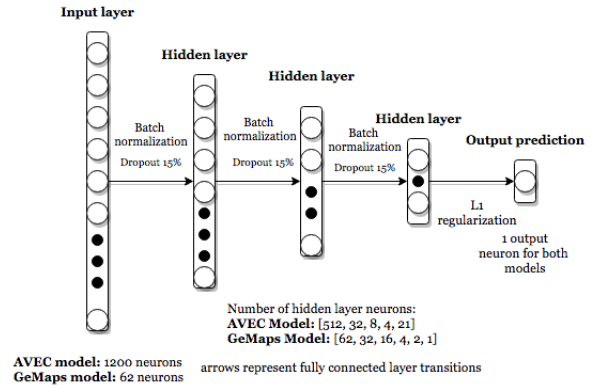 Input layer
Hidden layer
Hidden layer
Hidden layer
Output prediction
Batch
normalization
Dropout 15%
Batch
normalization
Dropout 15%
Batch
normalization
Dropout 15%
L1
regularization
1 output
neuron for both
models
Number of hidden layer neurons:
AVEC Model: [512, 32, 8, 4, 21]
GeMaps Model: [62, 32, 16, 4, 2, 1]
AVEC model: 1200 neurons
GeMaps model: 62 neurons
arrows represent fully connected layer transitions